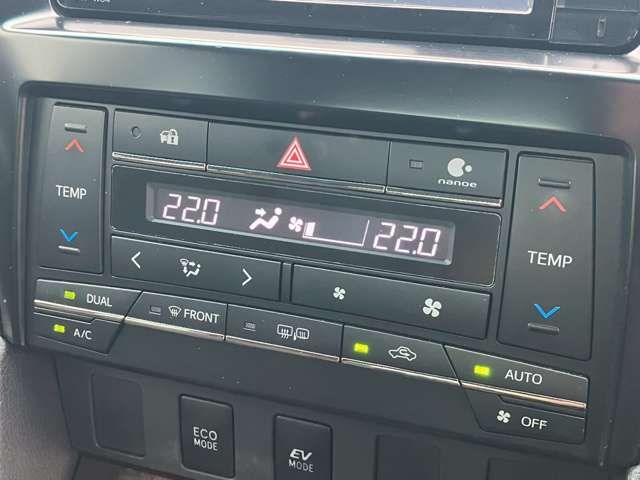 nanoe
TEMP
22.0
22.0
TEMP
DUAL
FRONT
A/C
AUTO
OFF
ECO
MODE
EV
MODE